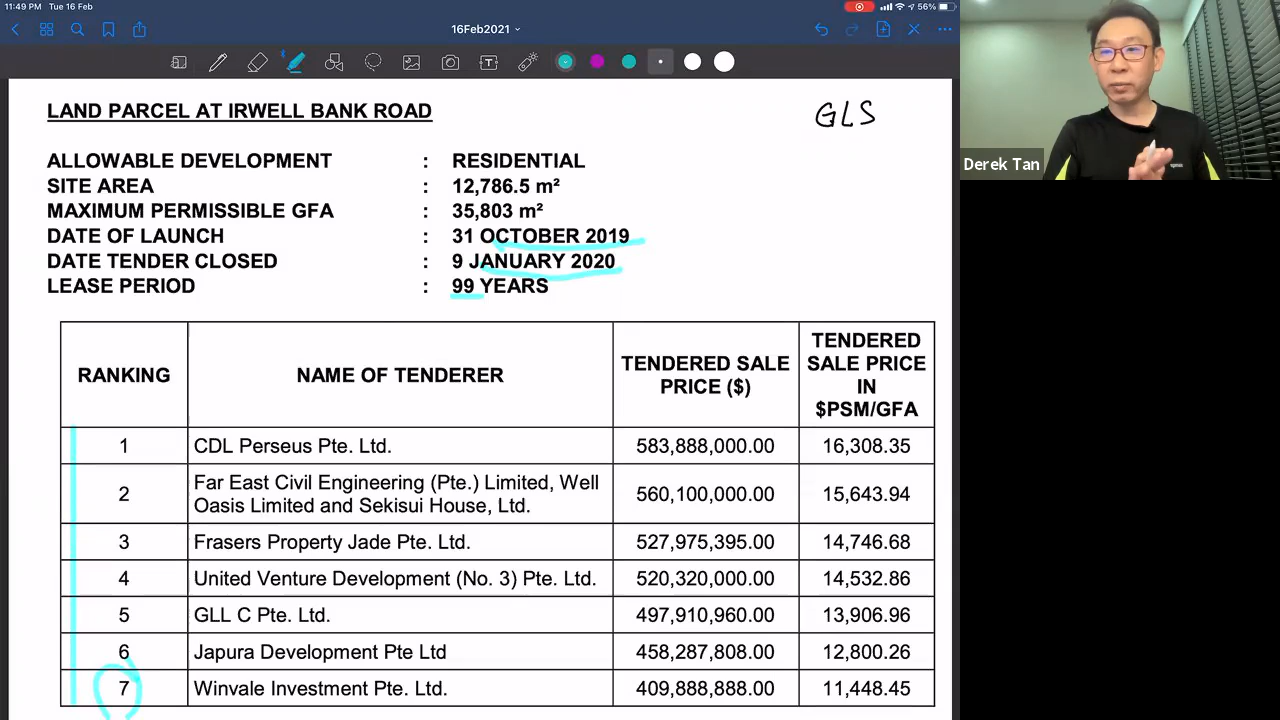 11:49 PM Tue 16 Feb
56%
16Feb2021
LAND PARCEL AT IRWELL BANK ROAD
GLS
ALLOWABLE DEVELOPMENT : RESIDENTIAL
SITE AREA : 12,786.5 m²
MAXIMUM PERMISSIBLE GFA : 35,803 m²
DATE OF LAUNCH : 31 OCTOBER 2019
DATE TENDER CLOSED : 9 JANUARY 2020
LEASE PERIOD : 99 YEARS
RANKING NAME OF TENDERER TENDERED SALE PRICE ($) TENDERED SALE PRICE IN $PSM/GFA
1 CDL Perseus Pte. Ltd. 583,888,000.00 16,308.35
2 Far East Civil Engineering (Pte.) Limited, Well Oasis Limited and Sekisui House, Ltd. 560,100,000.00 15,643.94
3 Frasers Property Jade Pte. Ltd. 527,975,395.00 14,746.68
4 United Venture Development (No. 3) Pte. Ltd. 520,320,000.00 14,532.86
5 GLL C Pte. Ltd. 497,910,960.00 13,906.96
6 Japura Development Pte Ltd 458,287,808.00 12,800.26
7 Winvale Investment Pte. Ltd. 409,888,888.00 11,448.45
Derek Tan